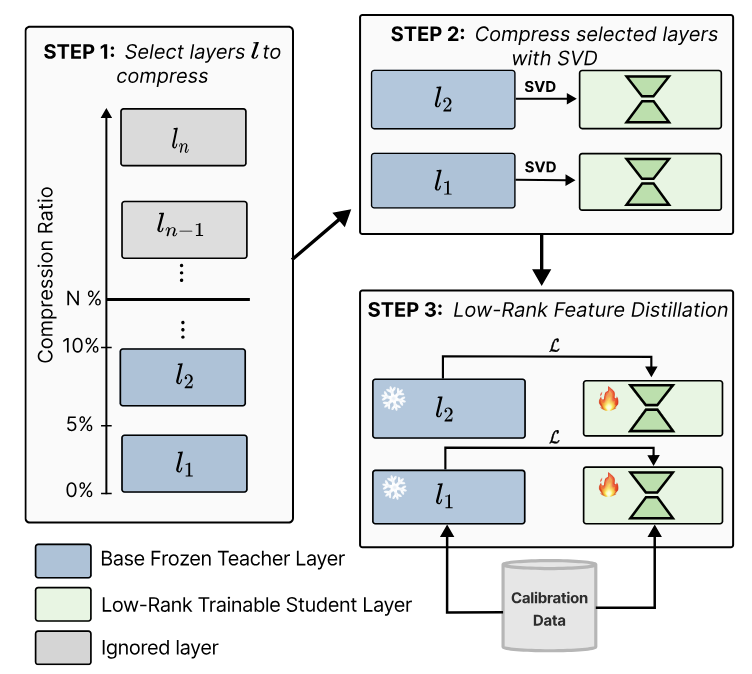 STEP 1: Select layers l to
compress
Compression Ratio
l_n
l_{n-1}
⋮
N %
⋮
10%
l_2
5%
l_1
0%
STEP 2: Compress selected layers
with SVD
l_2
SVD
l_1
SVD
STEP 3: Low-Rank Feature Distillation
ℒ
l_2
ℒ
l_1
Calibration
Data
Base Frozen Teacher Layer
Low-Rank Trainable Student Layer
Ignored layer